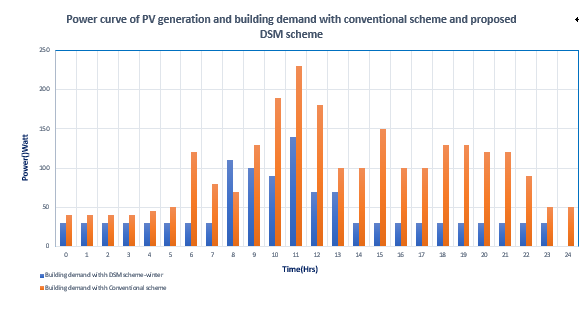 Power curve of PV generation and building demand with conventional scheme and proposed
DSM scheme
250
200
150
100
50
0
Power()Watt
0 1 2 3 4 5 6 7 8 9 10 11 12 13 14 15 16 17 18 19 20 21 22 23 24
Time(Hrs)
Building demand withh DSM scheme-winter
Building demand withh Conventional scheme